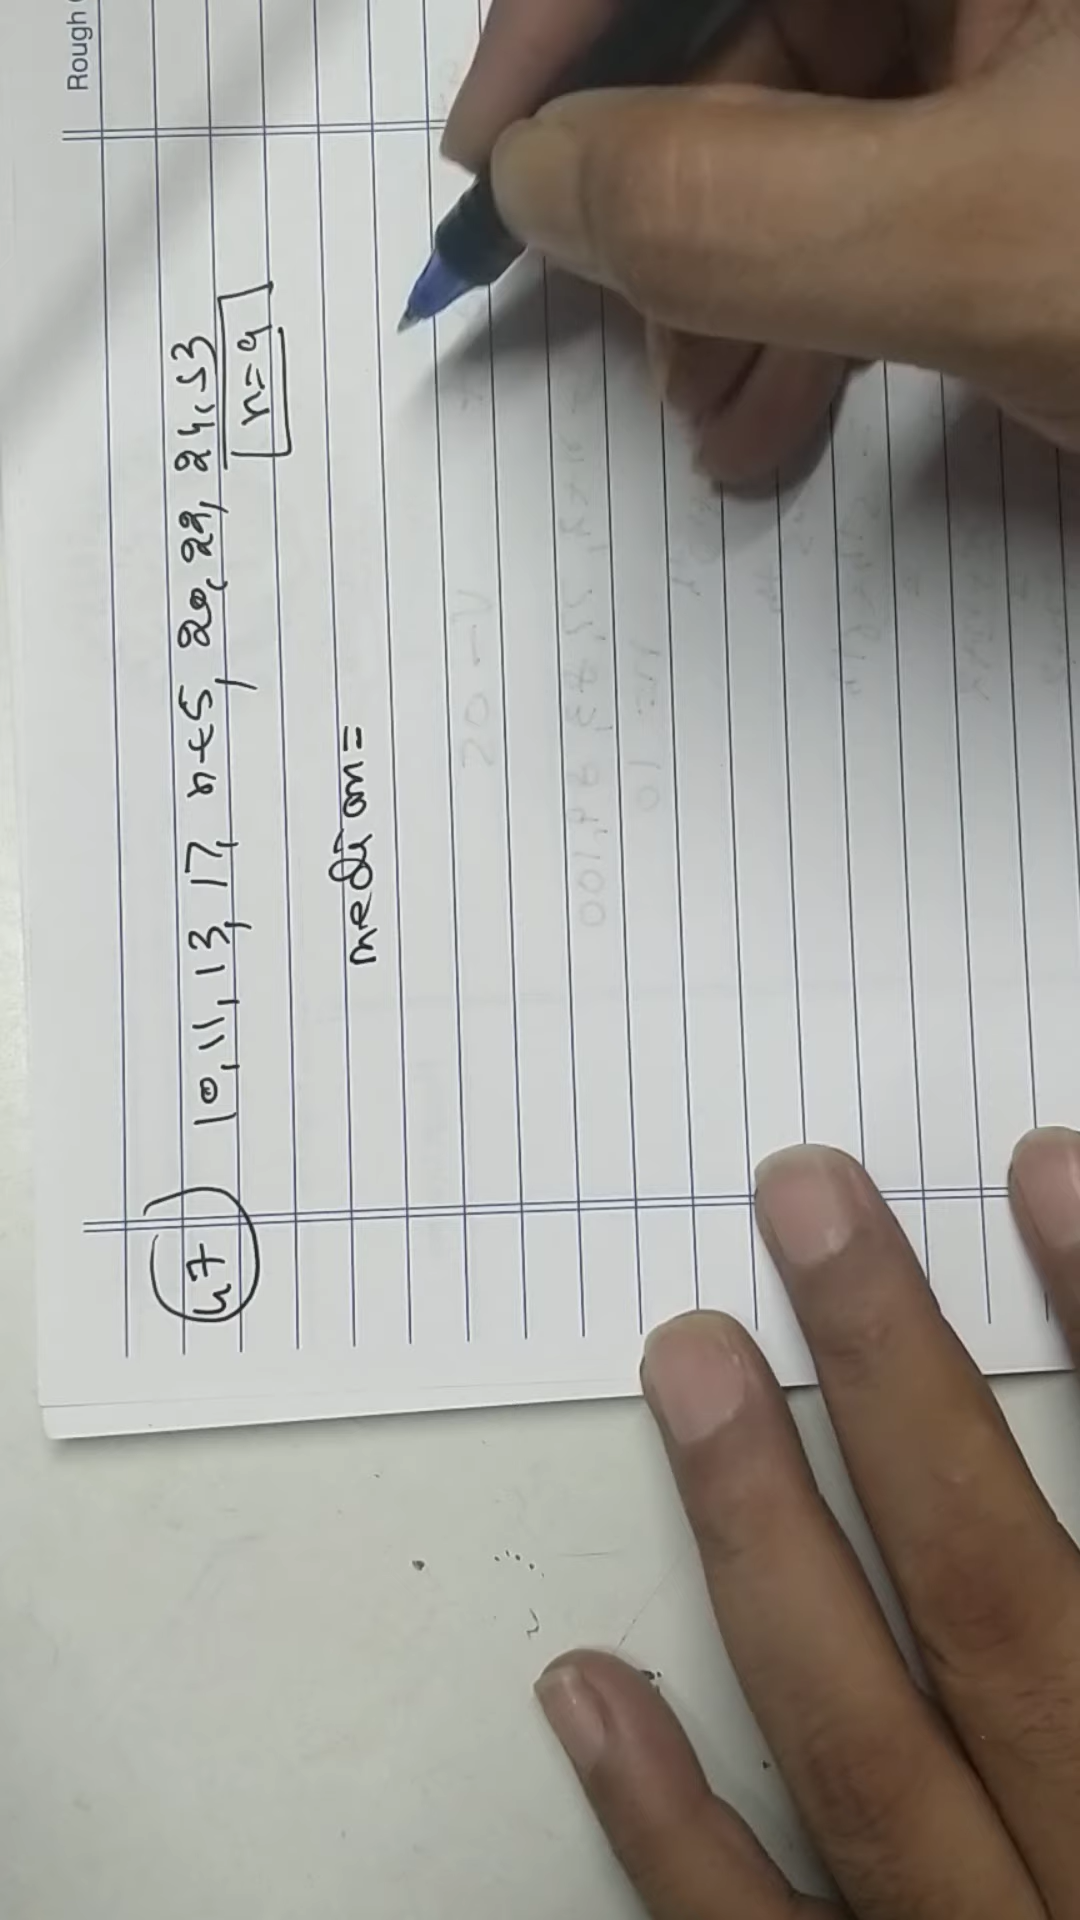 Rough
47 10, 11, 13, 17, x+5, 20, 22, 24, 53
n=9
median=